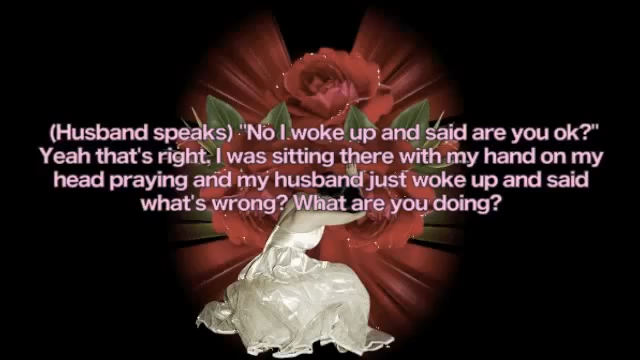 (Husband speaks) "No I woke up and said are you ok?"
Yeah that's right, I was sitting there with my hand on my
head praying and my husband just woke up and said
what's wrong? What are you doing?